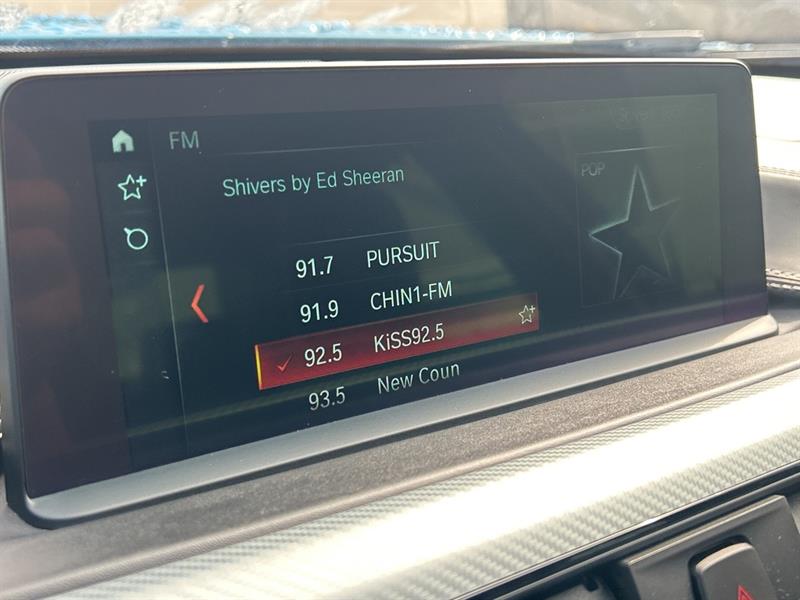 FM
Shivers by Ed Sheeran
POP
91.7 PURSUIT
91.9 CHIN1-FM
92.5 KiSS92.5
93.5 New Coun